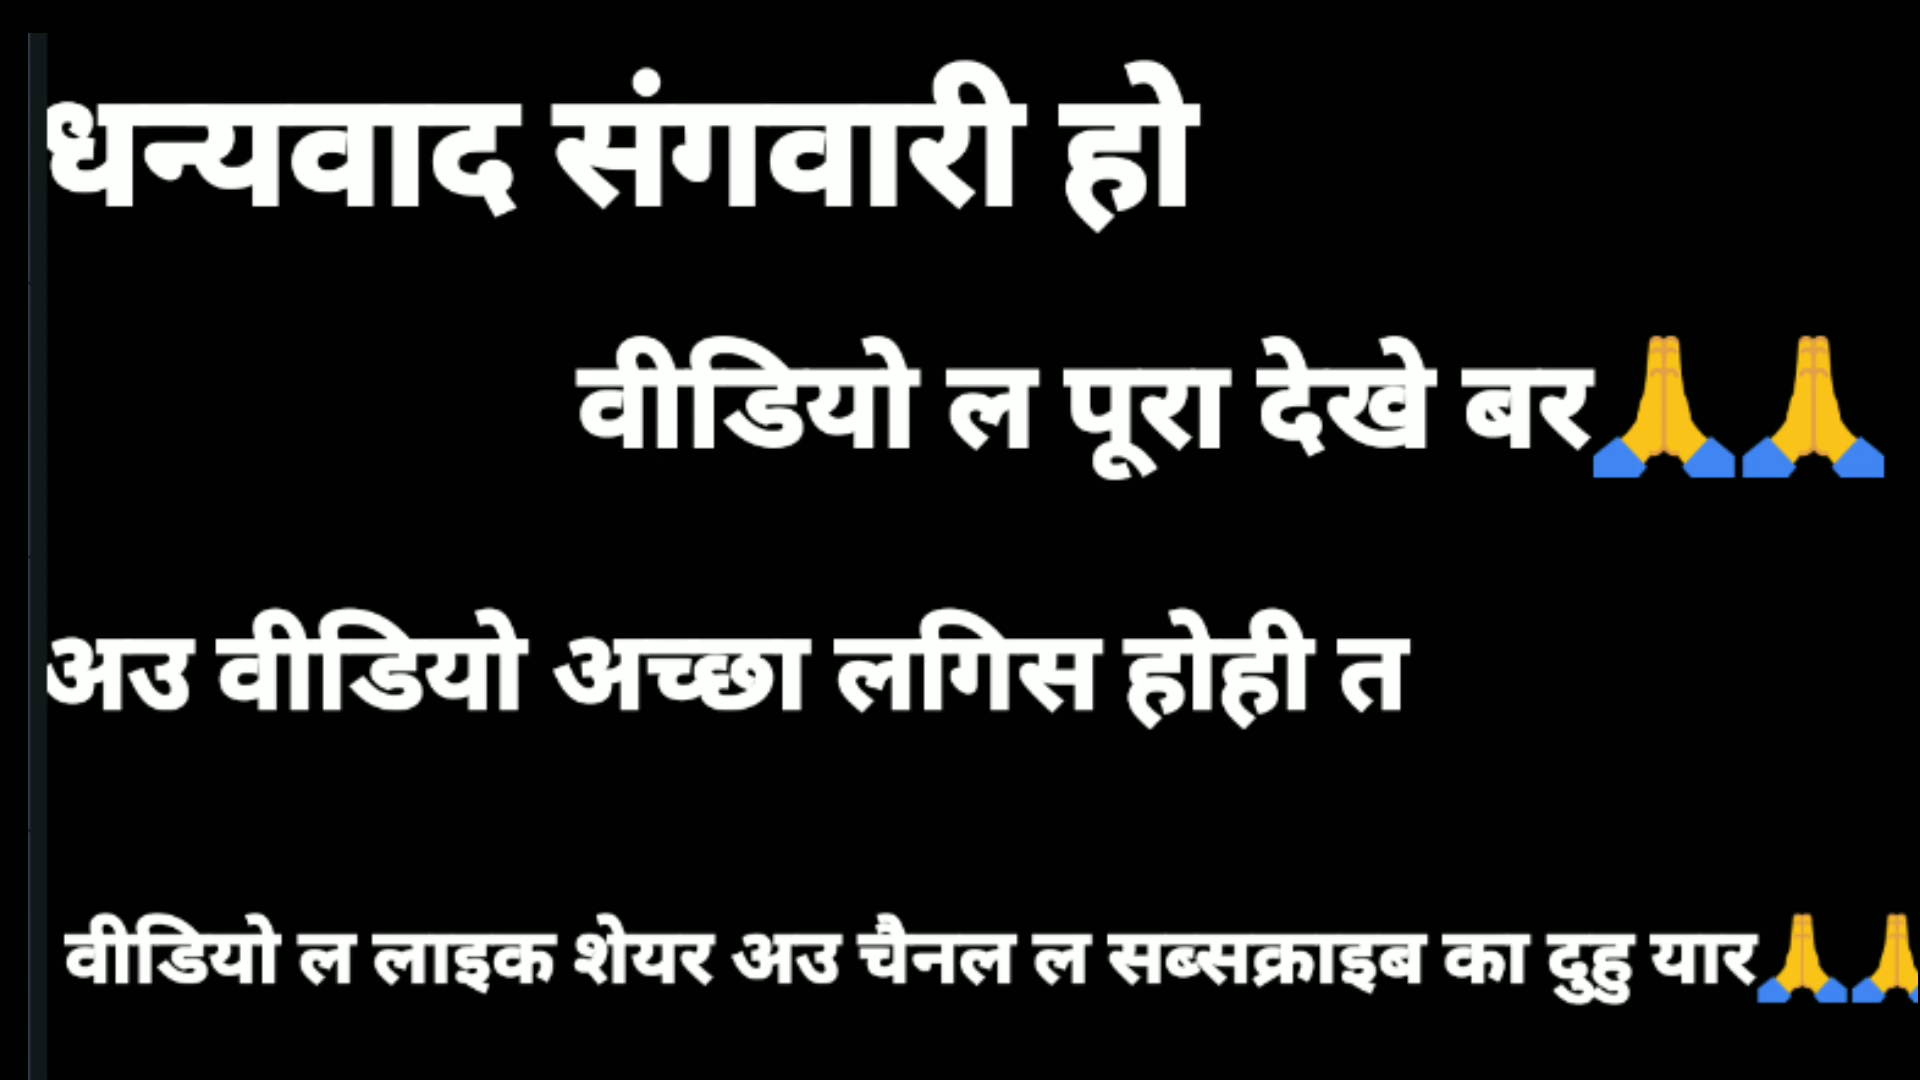 धन्यवाद संगवारी हो
वीडियो ल पूरा देखे बर🙏🙏
अउ वीडियो अच्छा लगिस होही त
वीडियो ल लाइक शेयर अउ चैनल ल सब्सक्राइब का दुहु यार🙏🙏